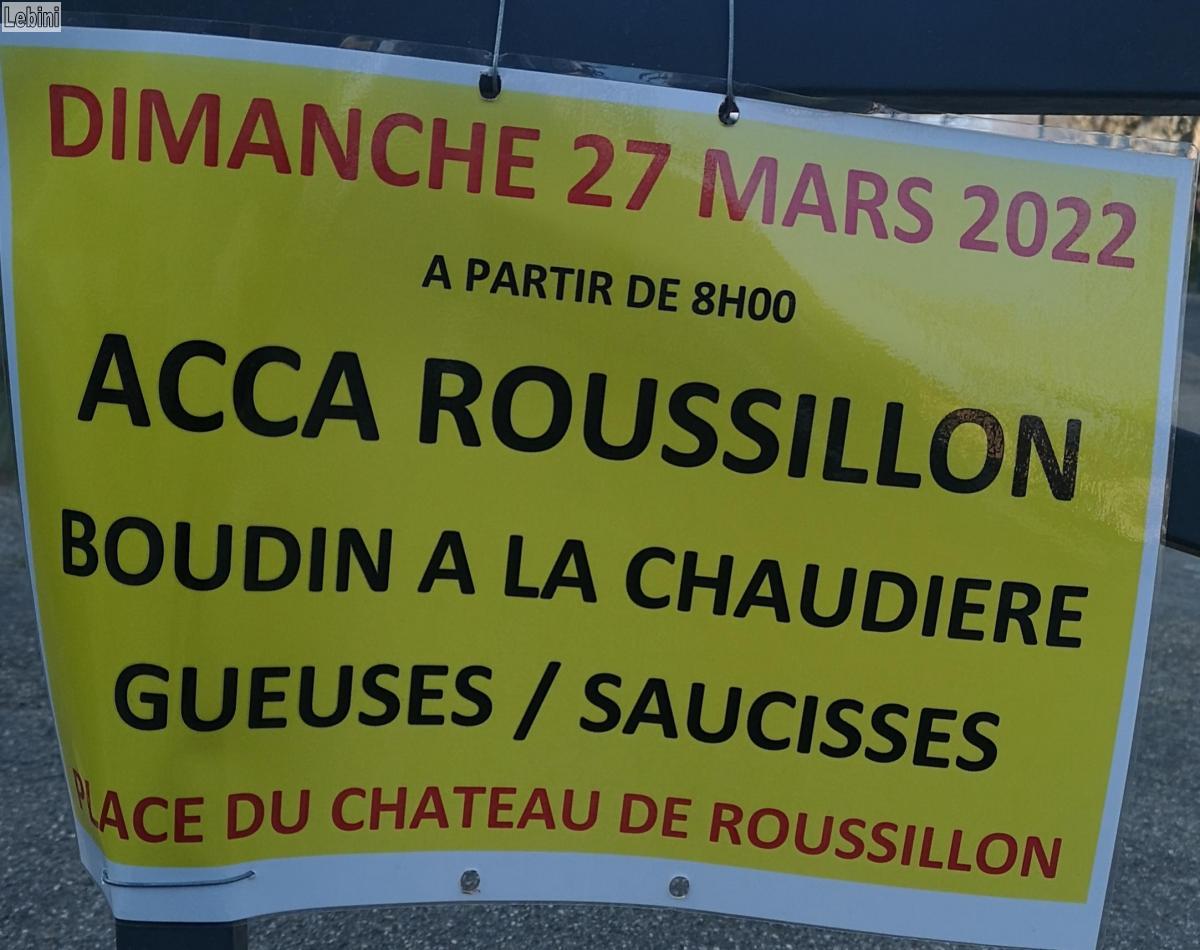 Lebini
DIMANCHE 27 MARS 2022
A PARTIR DE 8H00
ACCA ROUSSILLON
BOUDIN A LA CHAUDIERE
GUEUSES / SAUCISSES
PLACE DU CHATEAU DE ROUSSILLON